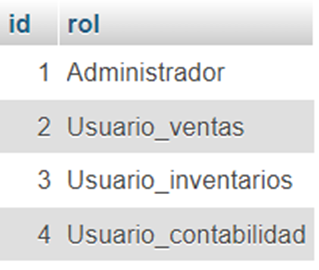 id rol
1 Administrador
2 Usuario_ventas
3 Usuario_inventarios
4 Usuario_contabilidad